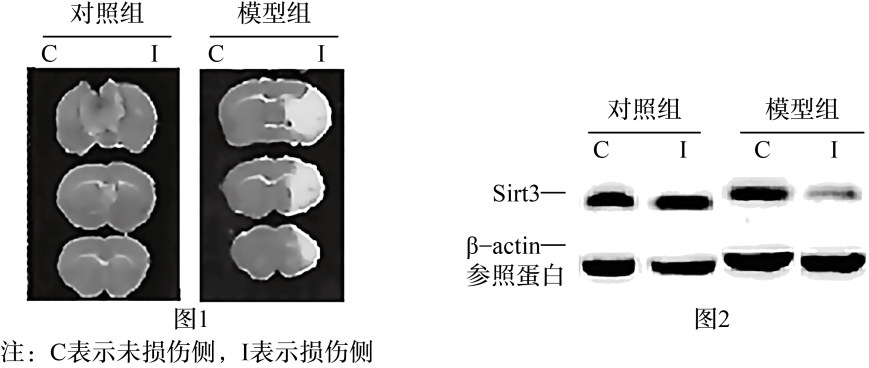 对照组 模型组
C I C I
图1
注：C表示未损伤侧，I表示损伤侧
对照组 模型组
C I C I
Sirt3
β-actin
参照蛋白
图2